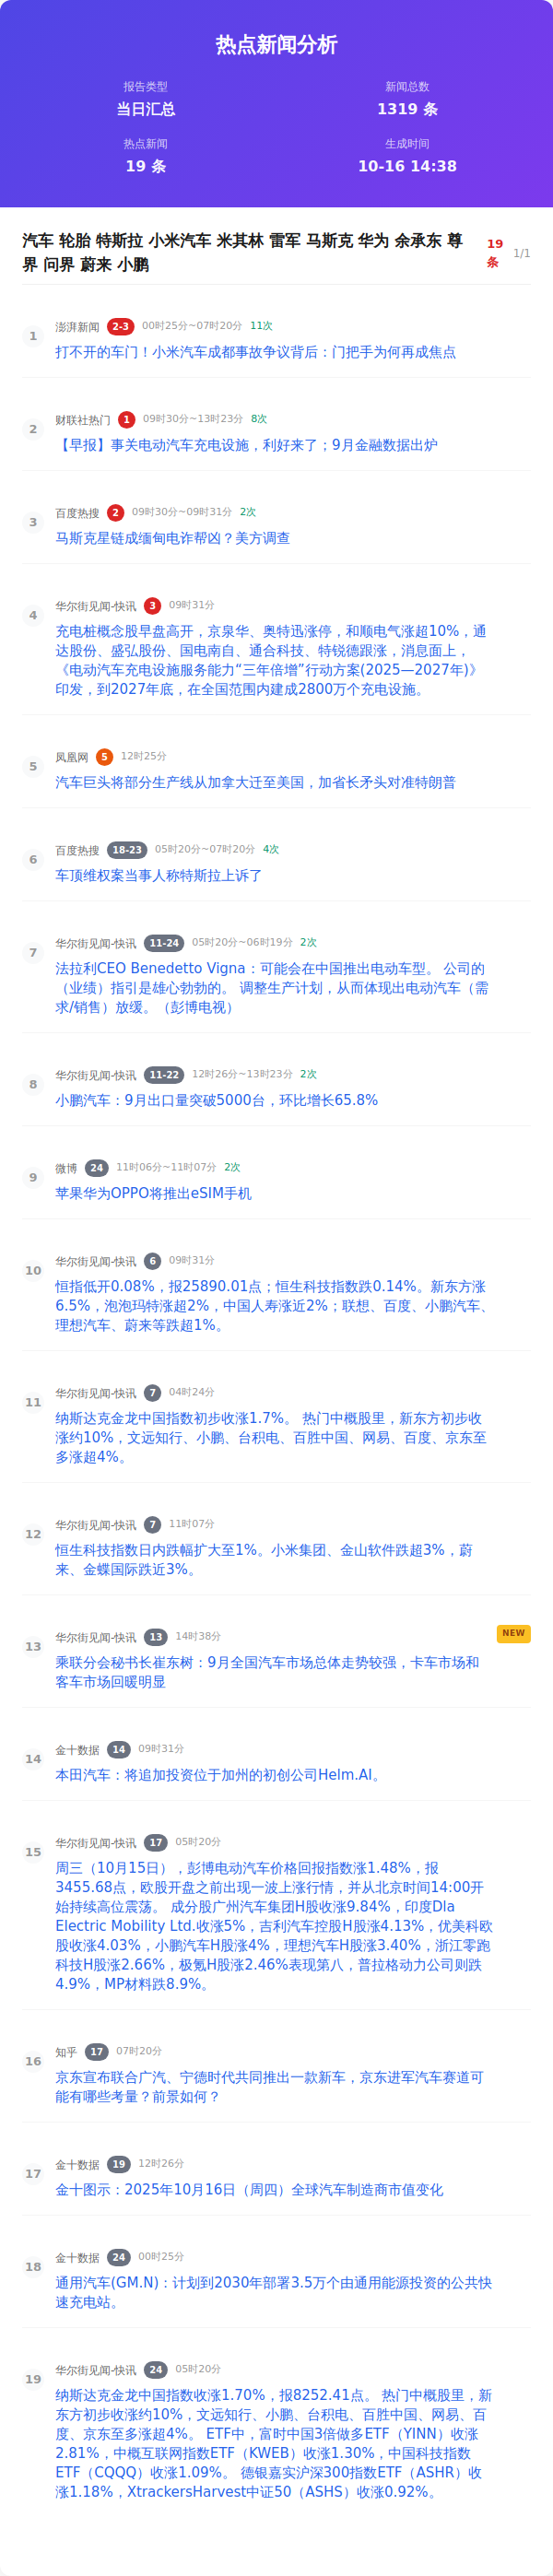 热点新闻分析
报告类型
当日汇总
新闻总数
1319 条
热点新闻
19 条
生成时间
10-16 14:38
汽车 轮胎 特斯拉 小米汽车 米其林 雷军 马斯克 华为 余承东 尊
界 问界 蔚来 小鹏
19
条
1/1
1
澎湃新闻 2-3 00时25分~07时20分 11次
打不开的车门！小米汽车成都事故争议背后：门把手何再成焦点
2
财联社热门 1 09时30分~13时23分 8次
【早报】事关电动汽车充电设施，利好来了；9月金融数据出炉
3
百度热搜 2 09时30分~09时31分 2次
马斯克星链成缅甸电诈帮凶？美方调查
4
华尔街见闻-快讯 3 09时31分
充电桩概念股早盘高开，京泉华、奥特迅涨停，和顺电气涨超10%，通
达股份、盛弘股份、国电南自、通合科技、特锐德跟涨，消息面上，
《电动汽车充电设施服务能力“三年倍增”行动方案(2025—2027年)》
印发，到2027年底，在全国范围内建成2800万个充电设施。
5
凤凰网 5 12时25分
汽车巨头将部分生产线从加拿大迁至美国，加省长矛头对准特朗普
6
百度热搜 18-23 05时20分~07时20分 4次
车顶维权案当事人称特斯拉上诉了
7
华尔街见闻-快讯 11-24 05时20分~06时19分 2次
法拉利CEO Benedetto Vigna：可能会在中国推出电动车型。 公司的
（业绩）指引是雄心勃勃的。 调整生产计划，从而体现出电动汽车（需
求/销售）放缓。（彭博电视）
8
华尔街见闻-快讯 11-22 12时26分~13时23分 2次
小鹏汽车：9月出口量突破5000台，环比增长65.8%
9
微博 24 11时06分~11时07分 2次
苹果华为OPPO将推出eSIM手机
10
华尔街见闻-快讯 6 09时31分
恒指低开0.08%，报25890.01点；恒生科技指数跌0.14%。新东方涨
6.5%，泡泡玛特涨超2%，中国人寿涨近2%；联想、百度、小鹏汽车、
理想汽车、蔚来等跌超1%。
11
华尔街见闻-快讯 7 04时24分
纳斯达克金龙中国指数初步收涨1.7%。 热门中概股里，新东方初步收
涨约10%，文远知行、小鹏、台积电、百胜中国、网易、百度、京东至
多涨超4%。
12
华尔街见闻-快讯 7 11时07分
恒生科技指数日内跌幅扩大至1%。小米集团、金山软件跌超3%，蔚
来、金蝶国际跌近3%。
13
华尔街见闻-快讯 13 14时38分
NEW
乘联分会秘书长崔东树：9月全国汽车市场总体走势较强，卡车市场和
客车市场回暖明显
14
金十数据 14 09时31分
本田汽车：将追加投资位于加州的初创公司Helm.AI。
15
华尔街见闻-快讯 17 05时20分
周三（10月15日），彭博电动汽车价格回报指数涨1.48%，报
3455.68点，欧股开盘之前出现一波上涨行情，并从北京时间14:00开
始持续高位震荡。 成分股广州汽车集团H股收涨9.84%，印度Dla
Electric Mobility Ltd.收涨5%，吉利汽车控股H股涨4.13%，优美科欧
股收涨4.03%，小鹏汽车H股涨4%，理想汽车H股涨3.40%，浙江零跑
科技H股涨2.66%，极氪H股涨2.46%表现第八，普拉格动力公司则跌
4.9%，MP材料跌8.9%。
16
知乎 17 07时20分
京东宣布联合广汽、宁德时代共同推出一款新车，京东进军汽车赛道可
能有哪些考量？前景如何？
17
金十数据 19 12时26分
金十图示：2025年10月16日（周四）全球汽车制造商市值变化
18
金十数据 24 00时25分
通用汽车(GM.N)：计划到2030年部署3.5万个由通用能源投资的公共快
速充电站。
19
华尔街见闻-快讯 24 05时20分
纳斯达克金龙中国指数收涨1.70%，报8252.41点。 热门中概股里，新
东方初步收涨约10%，文远知行、小鹏、台积电、百胜中国、网易、百
度、京东至多涨超4%。 ETF中，富时中国3倍做多ETF（YINN）收涨
2.81%，中概互联网指数ETF（KWEB）收涨1.30%，中国科技指数
ETF（CQQQ）收涨1.09%。 德银嘉实沪深300指数ETF（ASHR）收
涨1.18%，XtrackersHarvest中证50（ASHS）收涨0.92%。